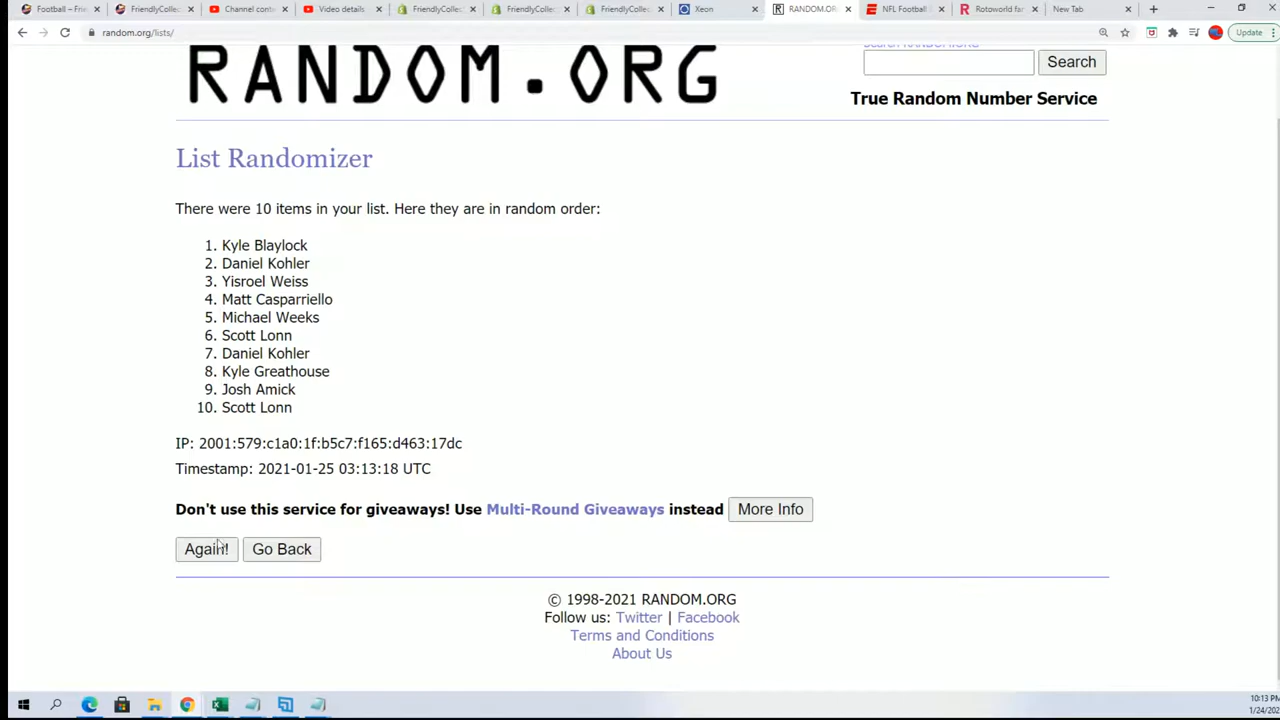 Football – Frie
FriendlyCollec
Channel conte
Video details
FriendlyCollec
FriendlyCollec
FriendlyCollec
Xeon
RANDOM.OR
NFL Football
Rotoworld fan
New Tab
random.org/lists/
Update
RANDOM.ORG
Search RANDOM.ORG
Search
True Random Number Service
List Randomizer
There were 10 items in your list. Here they are in random order:
1. Kyle Blaylock
2. Daniel Kohler
3. Yisroel Weiss
4. Matt Casparriello
5. Michael Weeks
6. Scott Lonn
7. Daniel Kohler
8. Kyle Greathouse
9. Josh Amick
10. Scott Lonn
IP: 2001:579:c1a0:1f:b5c7:f165:d463:17dc
Timestamp: 2021-01-25 03:13:18 UTC
Don't use this service for giveaways! Use Multi-Round Giveaways instead
More Info
Again!
Go Back
© 1998-2021 RANDOM.ORG
Follow us: Twitter | Facebook
Terms and Conditions
About Us
10:13 PM
1/24/202